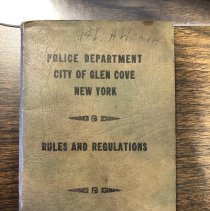 POLICE DEPARTMENT
CITY OF GLEN COVE
NEW YORK
RULES AND REGULATIONS